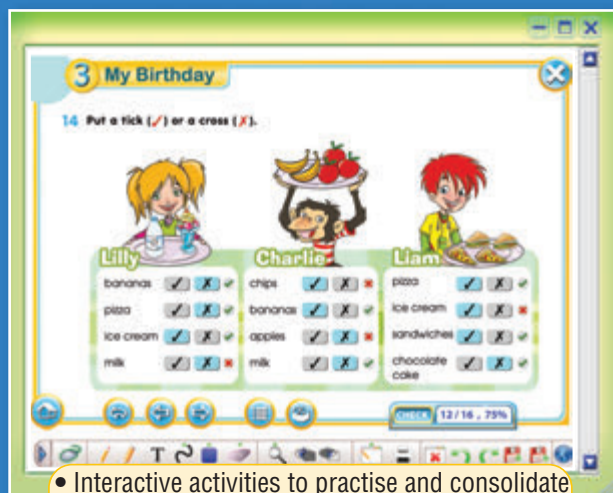 3 My Birthday
14 Put a tick (✓) or a cross (✗).
Lilly
bananas ✓ ✗ ✓
pizza ✓ ✗ ✓
ice cream ✓ ✗ ✓
milk ✓ ✗ ✗
Charlie
chips ✓ ✗ ✗
bananas ✓ ✗ ✓
apples ✓ ✗ ✗
milk ✓ ✗ ✓
Liam
pizza ✓ ✗ ✓
ice cream ✓ ✗ ✗
sandwiches ✓ ✗ ✓
chocolate ✓ ✗ ✓
cake
CHECK 12/16 , 75%
T
• Interactive activities to practise and consolidate